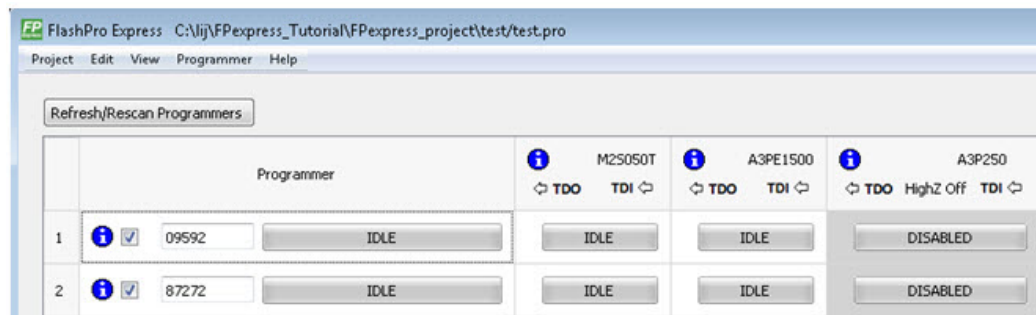 FP FlashPro Express C:\lij\FPexpress_Tutorial\FPexpress_project\test/test.pro
Project Edit View Programmer Help
Refresh/Rescan Programmers
Programmer M2S050T A3PE1500 A3P250
TDO TDI TDO TDI TDO HighZ Off TDI
1 09592 IDLE IDLE IDLE DISABLED
2 87272 IDLE IDLE IDLE DISABLED